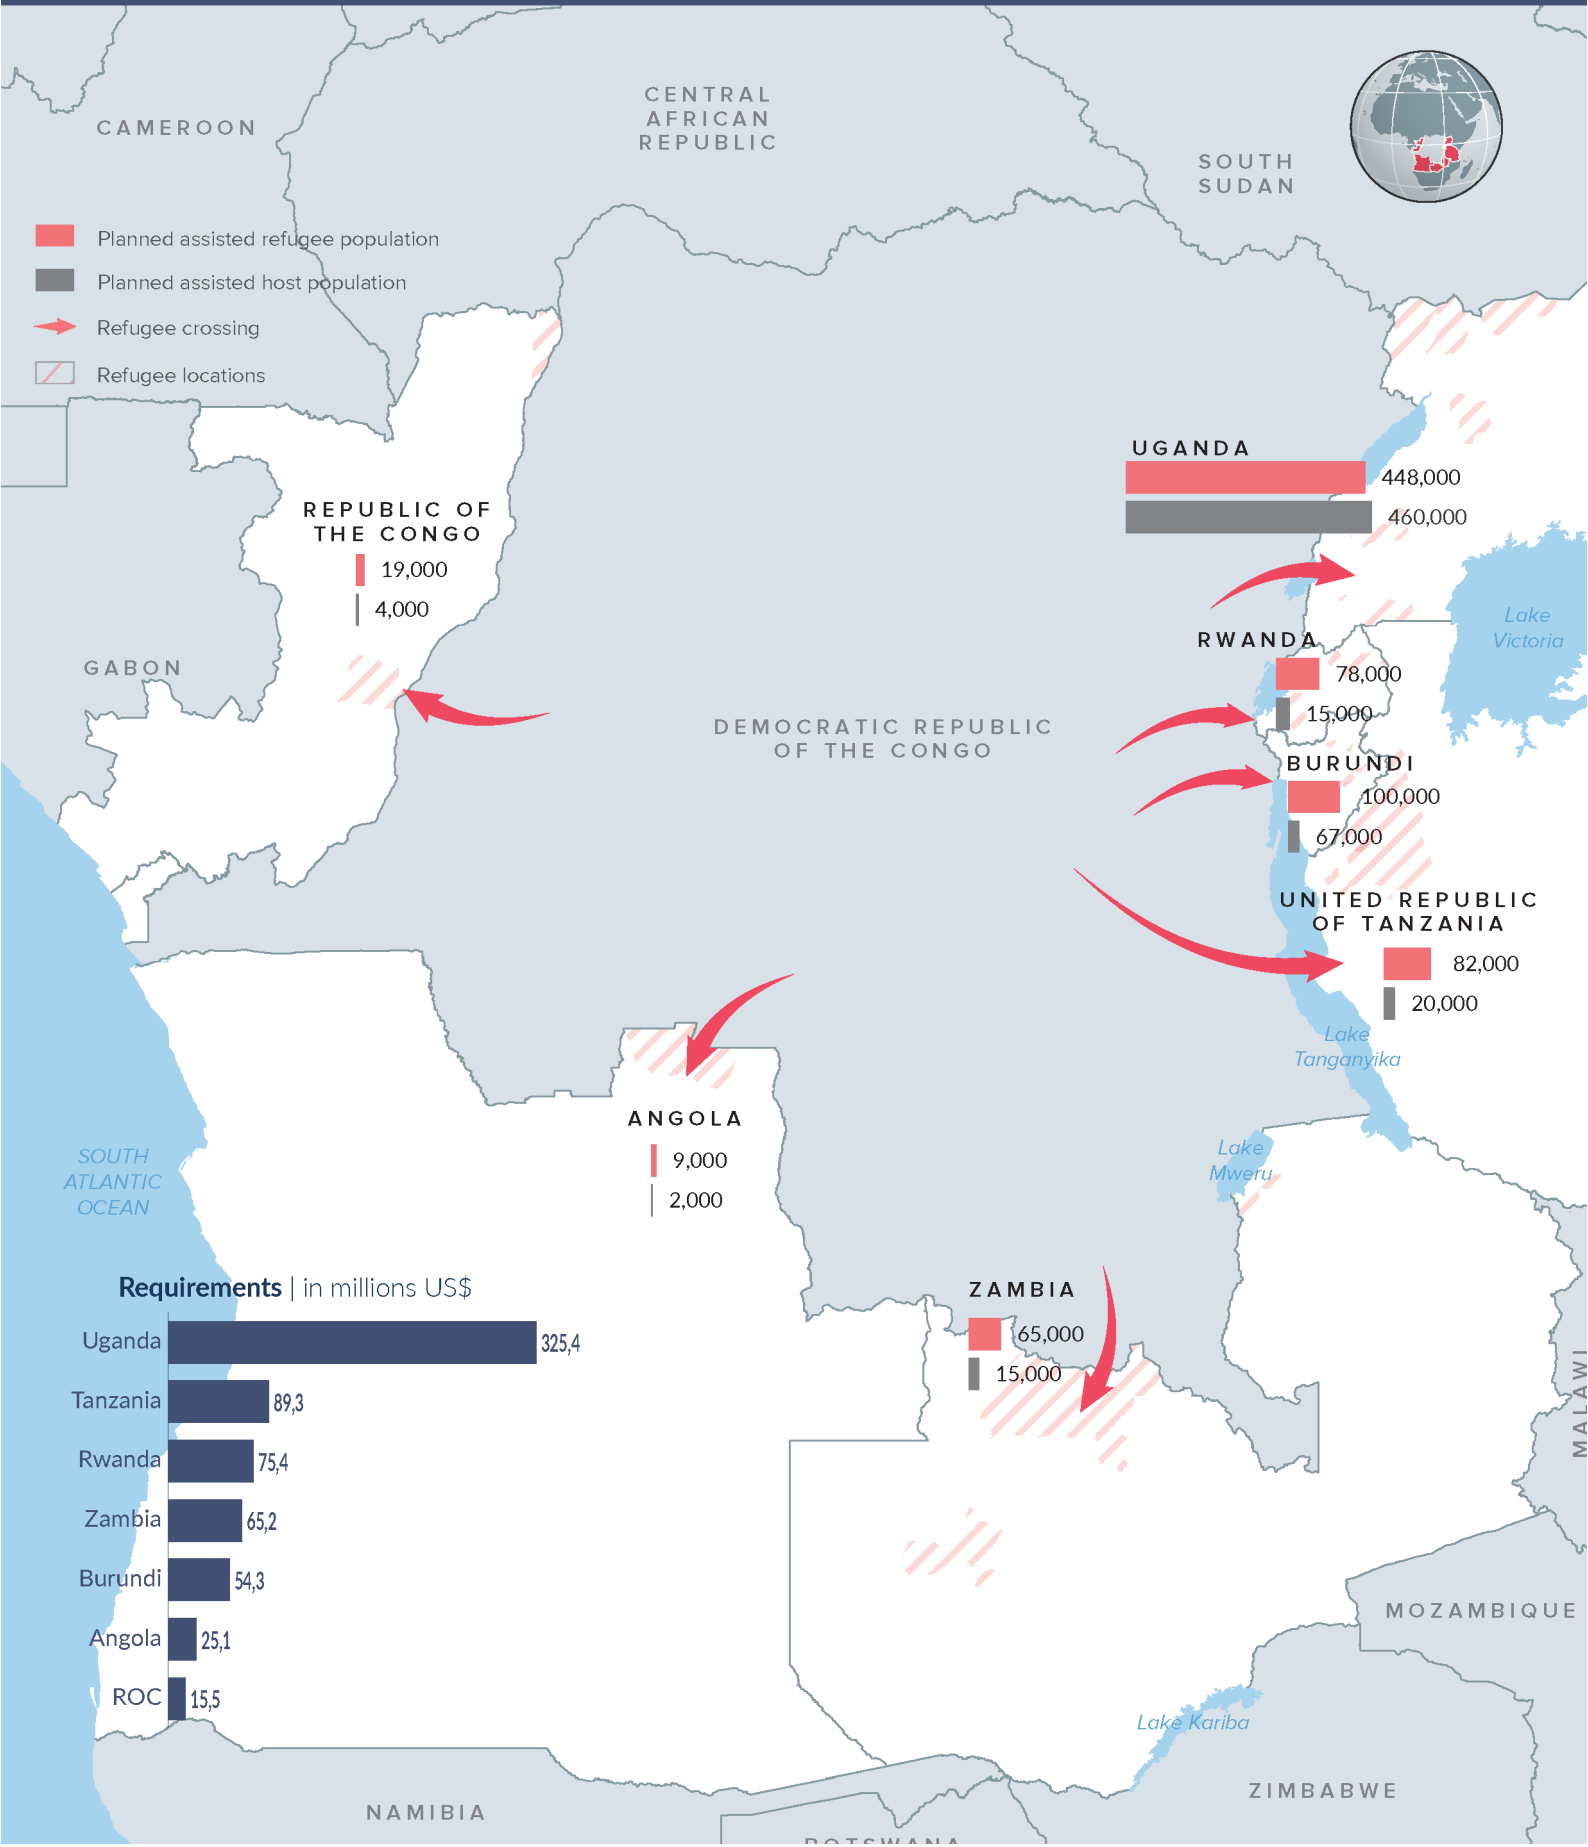 CAMEROON
CENTRAL
AFRICAN
REPUBLIC
SOUTH
SUDAN
Planned assisted refugee population
Planned assisted host population
Refugee crossing
Refugee locations
UGANDA
448,000
460,000
REPUBLIC OF
THE CONGO
19,000
4,000
Lake
Victoria
RWANDA
78,000
15,000
GABON
DEMOCRATIC REPUBLIC
OF THE CONGO
BURUNDI
100,000
67,000
UNITED REPUBLIC
OF TANZANIA
82,000
20,000
Lake
Tanganyika
ANGOLA
9,000
2,000
Lake
Mweru
SOUTH
ATLANTIC
OCEAN
ZAMBIA
65,000
15,000
MALAWI
Requirements | in millions US$
Uganda 325,4
Tanzania 89,3
Rwanda 75,4
Zambia 65,2
Burundi 54,3
Angola 25,1
ROC 15,5
MOZAMBIQUE
Lake Kariba
ZIMBABWE
NAMIBIA
BOTSWANA